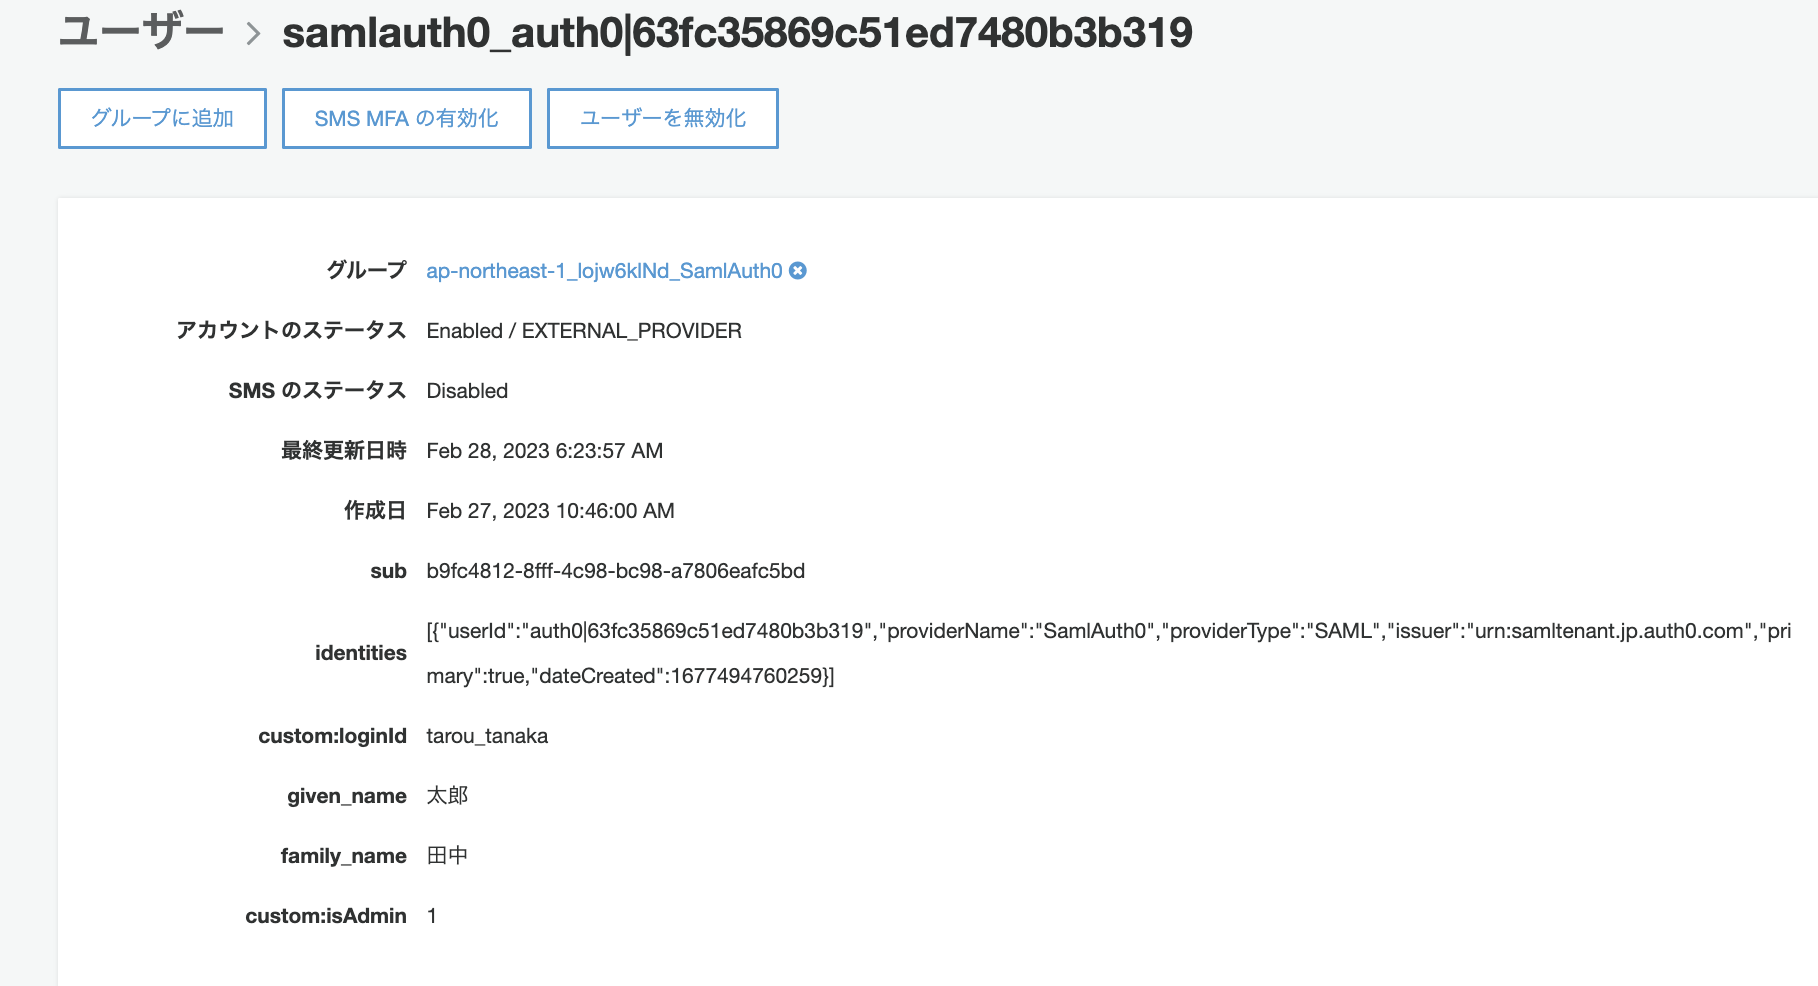 ユーザー > samlauth0_auth0|63fc35869c51ed7480b3b319
グループに追加 SMS MFA の有効化 ユーザーを無効化
グループ ap-northeast-1_lojw6klNd_SamlAuth0
アカウントのステータス Enabled / EXTERNAL_PROVIDER
SMS のステータス Disabled
最終更新日時 Feb 28, 2023 6:23:57 AM
作成日 Feb 27, 2023 10:46:00 AM
sub b9fc4812-8fff-4c98-bc98-a7806eafc5bd
identities [{"userId":"auth0|63fc35869c51ed7480b3b319","providerName":"SamlAuth0","providerType":"SAML","issuer":"urn:samltenant.jp.auth0.com","pri
mary":true,"dateCreated":1677494760259}]
custom:loginId tarou_tanaka
given_name 太郎
family_name 田中
custom:isAdmin 1